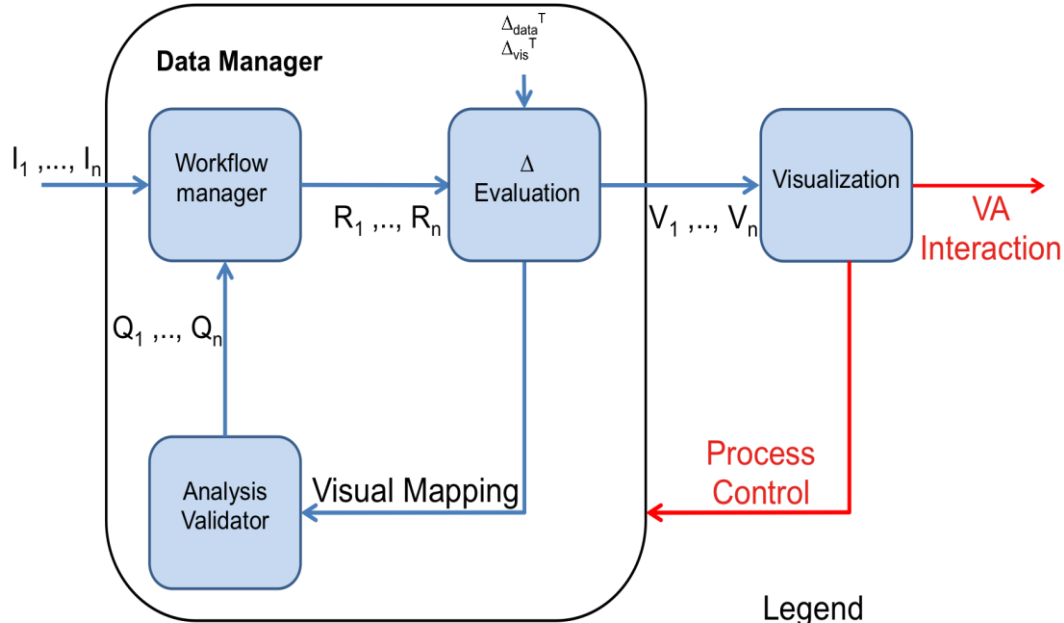 Δdata^T
Δvis^T
Data Manager
I1 ,..., In
Workflow
manager
R1 ,.., Rn
Δ
Evaluation
V1 ,.., Vn
Visualization
VA
Interaction
Q1 ,.., Qn
Analysis
Validator
Visual Mapping
Process
Control
Legend